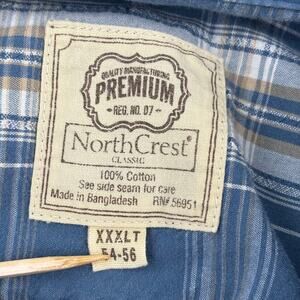 QUALITY MANUFACTURING
PREMIUM
REG. NO. 07
NorthCrest®
CLASSIC
100% Cotton
See side seam for care
Made in Bangladesh RN# 56951
XXXLT
54-56